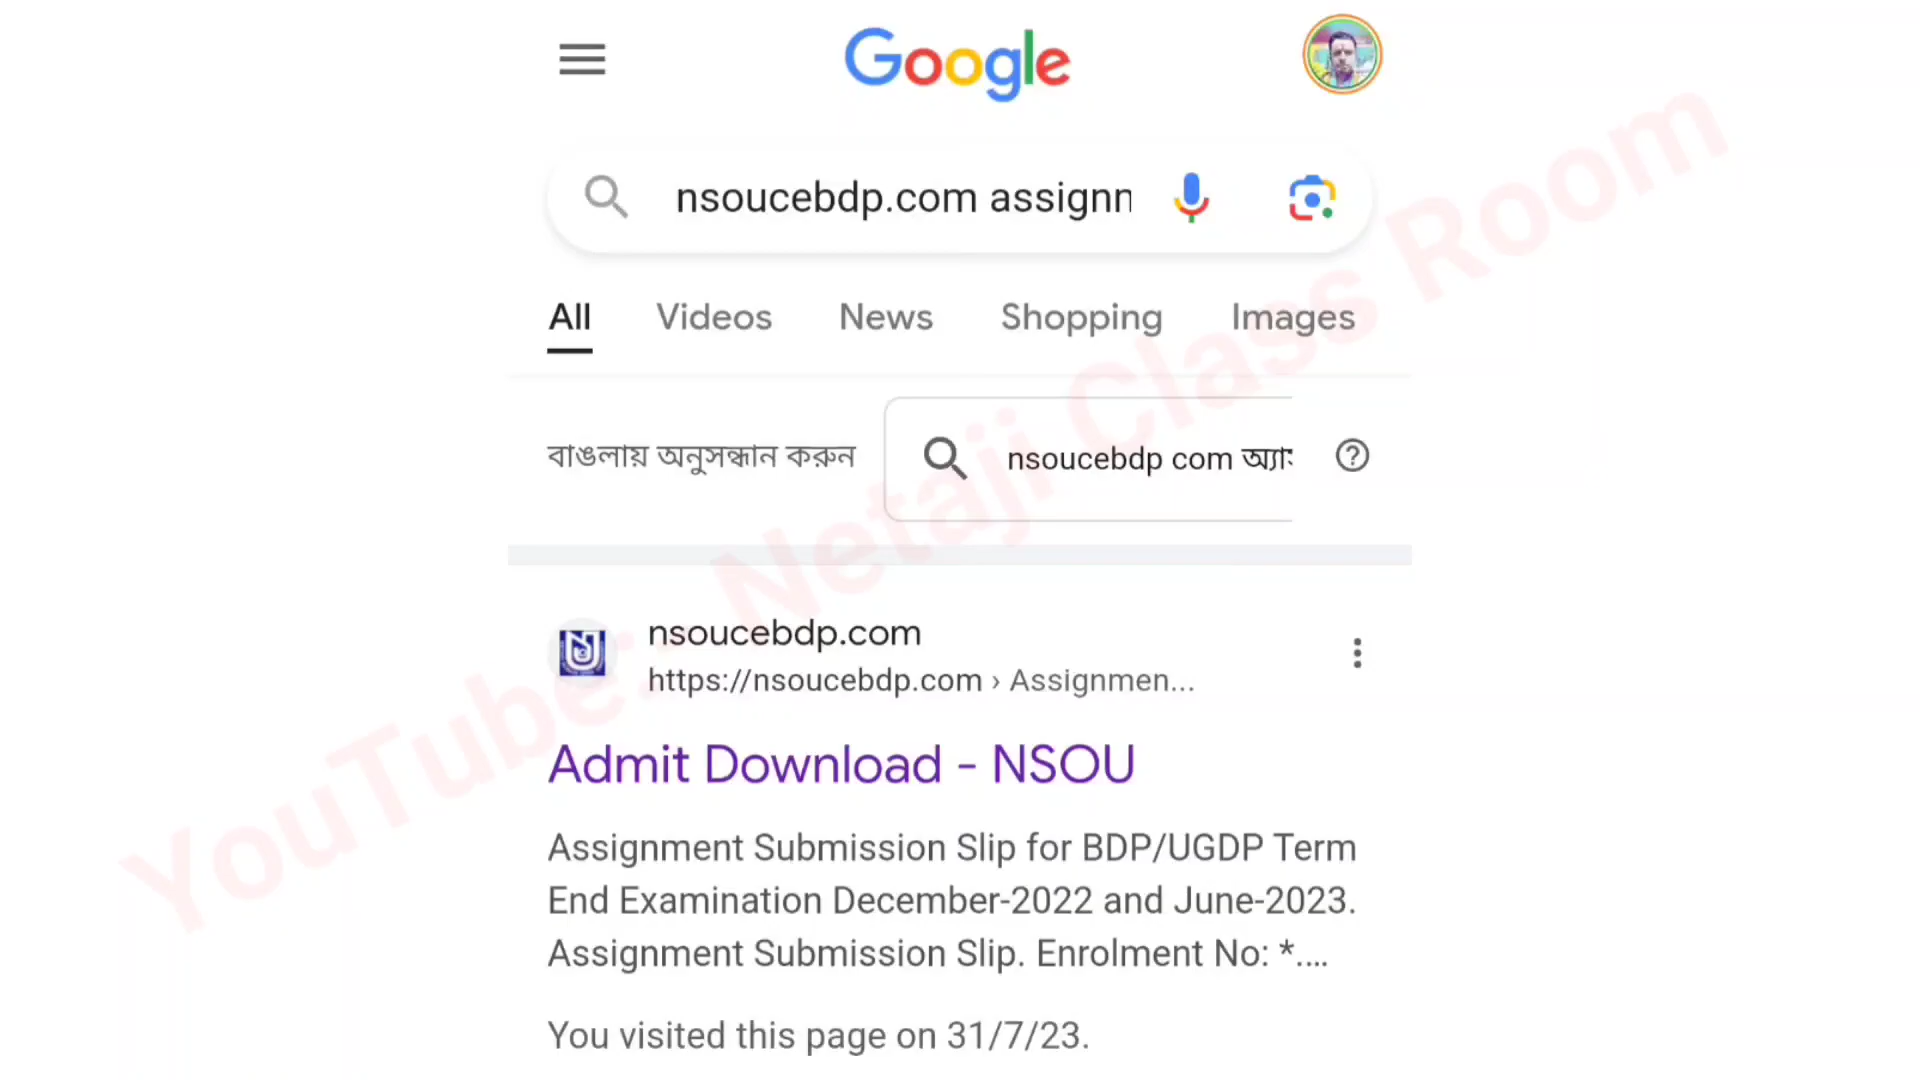 Google
nsoucebdp.com assignn
All Videos News Shopping Images
বাঙলায় অনুসন্ধান করুন
nsoucebdp com অ্যা
nsoucebdp.com
https://nsoucebdp.com › Assignmen...
Admit Download - NSOU
Assignment Submission Slip for BDP/UGDP Term
End Examination December-2022 and June-2023.
Assignment Submission Slip. Enrolment No: *....
You visited this page on 31/7/23.
YouTube:- Netaji Class Room